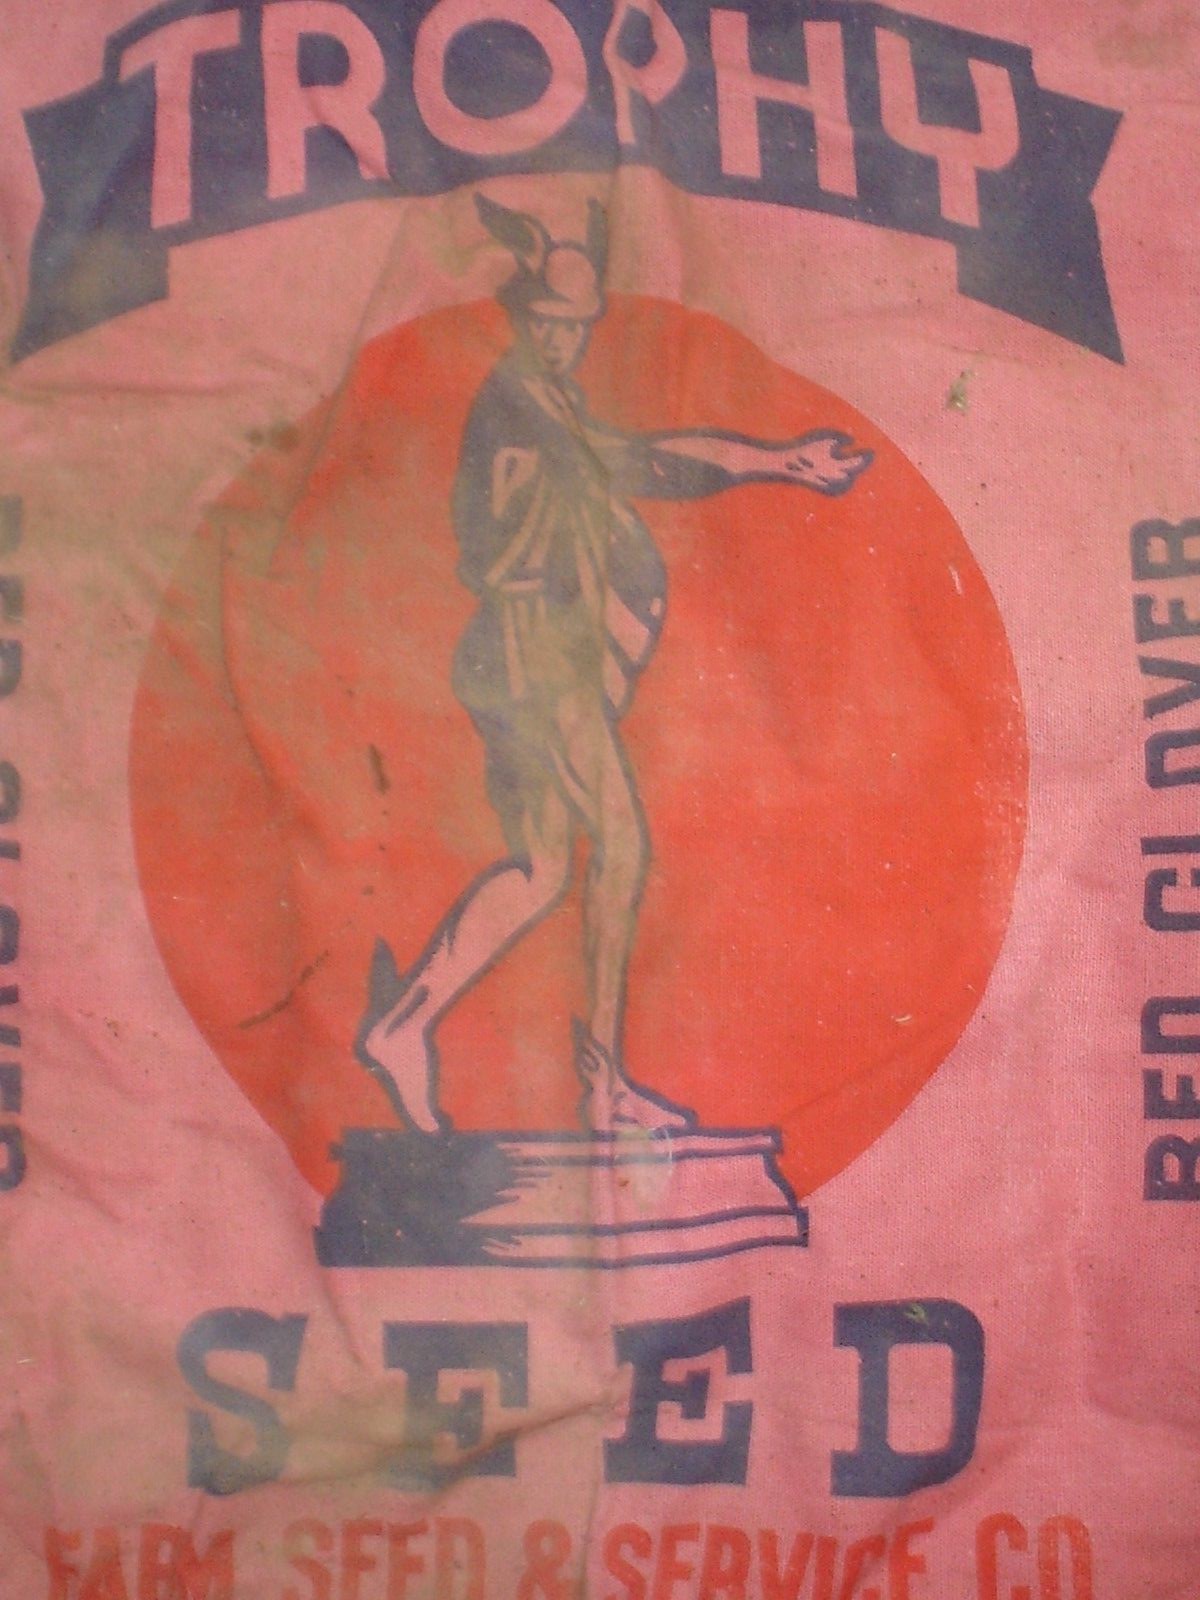 TROPHY
RED CLOVER
SEED
FARM SEED & SERVICE CO